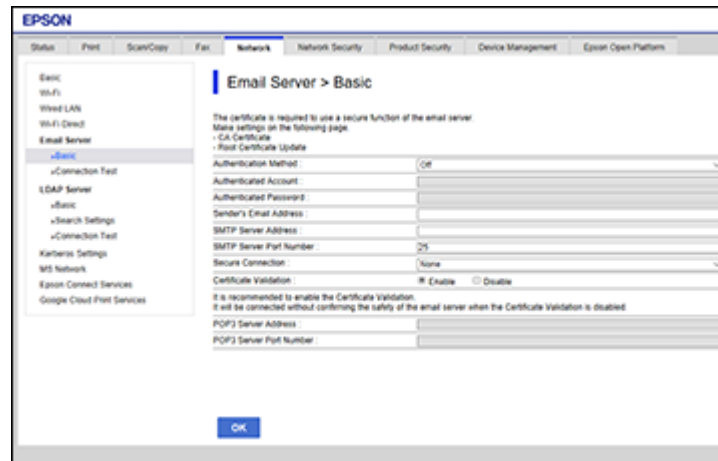 EPSON
Status Print Scan/Copy Fax Network Network Security Product Security Device Management Epson Open Platform
Basic
Wi-Fi
Wired LAN
Wi-Fi Direct
Email Server
»Basic
»Connection Test
LDAP Server
»Basic
»Search Settings
»Connection Test
Kerberos Settings
MS Network
Epson Connect Services
Google Cloud Print Services
Email Server > Basic
The certificate is required to use a secure function of the email server.
Make settings on the following page.
- CA Certificate
- Root Certificate Update
Authentication Method : Off
Authenticated Account :
Authenticated Password :
Sender's Email Address :
SMTP Server Address :
SMTP Server Port Number : 25
Secure Connection : None
Certificate Validation : Enable Disable
It is recommended to enable the Certificate Validation.
It will be connected without confirming the safety of the email server when the Certificate Validation is disabled.
POP3 Server Address :
POP3 Server Port Number :
OK